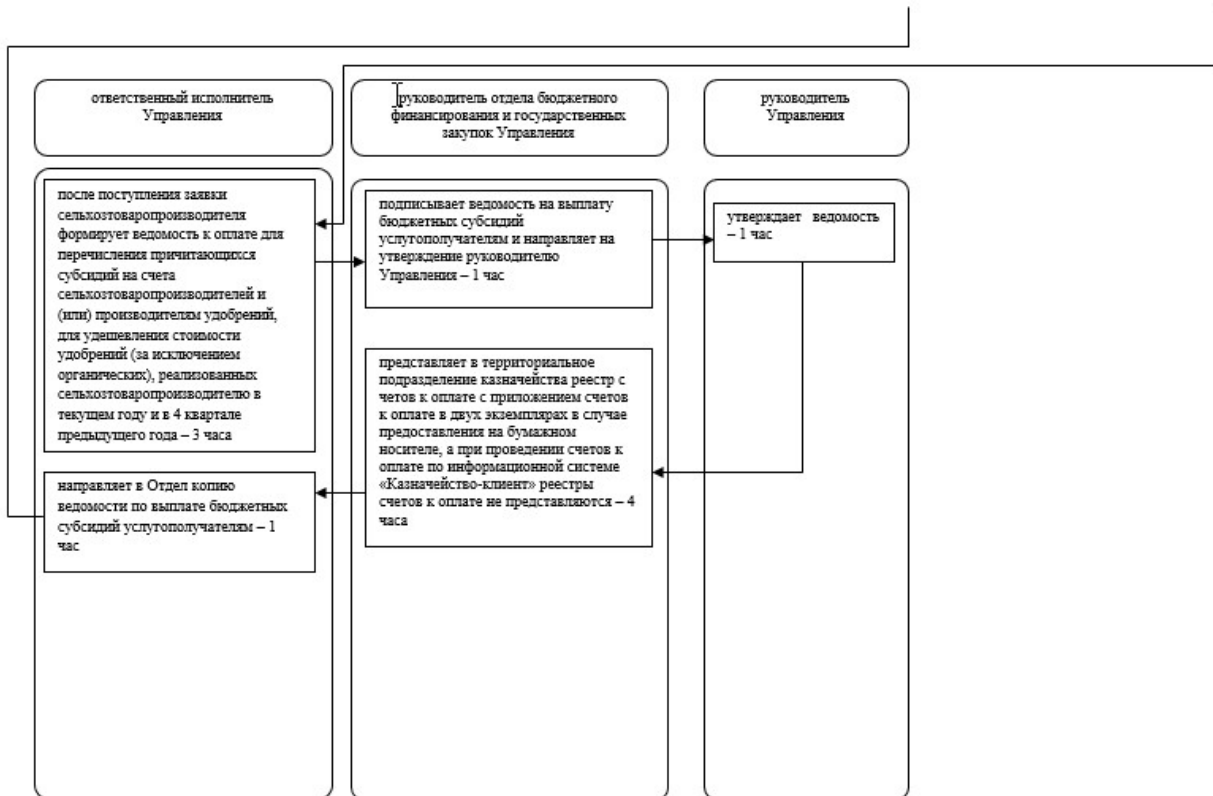 ответственный исполнитель
Управления
руководитель отдела бюджетного
финансирования и государственных
закупок Управления
руководитель
Управления
после поступления заявки
сельхозтоваропроизводителя
формирует ведомость к оплате для
перечисления причитающихся
субсидий на счета
сельхозтоваропроизводителей и
(или) производителям удобрений,
для удешевления стоимости
удобрений (за исключением
органических), реализованных
сельхозтоваропроизводителю в
текущем году и в 4 квартале
предыдущего года – 3 часа
подписывает ведомость на выплату
бюджетных субсидий
услугополучателям и направляет на
утверждение руководителю
Управления – 1 час
утверждает ведомость
– 1 час
представляет в территориальное
подразделение казначейства реестр с
четов к оплате с приложением счетов
к оплате в двух экземплярах в случае
предоставления на бумажном
носителе, а при проведении счетов к
оплате по информационной системе
«Казначейство-клиент» реестры
счетов к оплате не представляются – 4
часа
направляет в Отдел копию
ведомости по выплате бюджетных
субсидий услугополучателям – 1
час